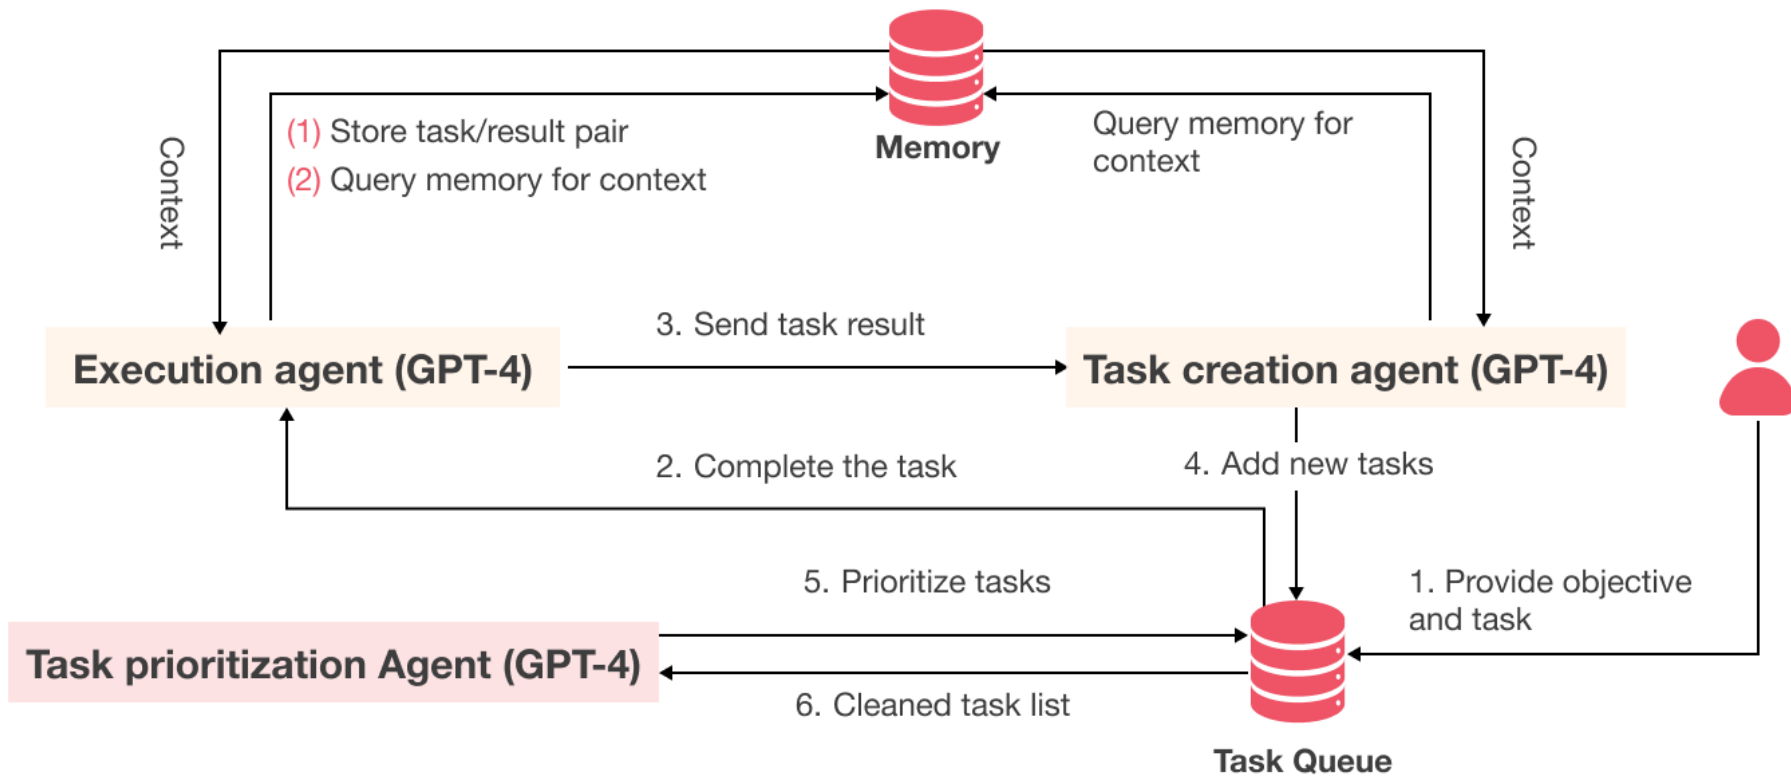 Memory
(1) Store task/result pair
(2) Query memory for context
Query memory for
context
Context
Context
3. Send task result
Execution agent (GPT-4)
Task creation agent (GPT-4)
2. Complete the task
4. Add new tasks
5. Prioritize tasks
1. Provide objective
and task
Task prioritization Agent (GPT-4)
6. Cleaned task list
Task Queue